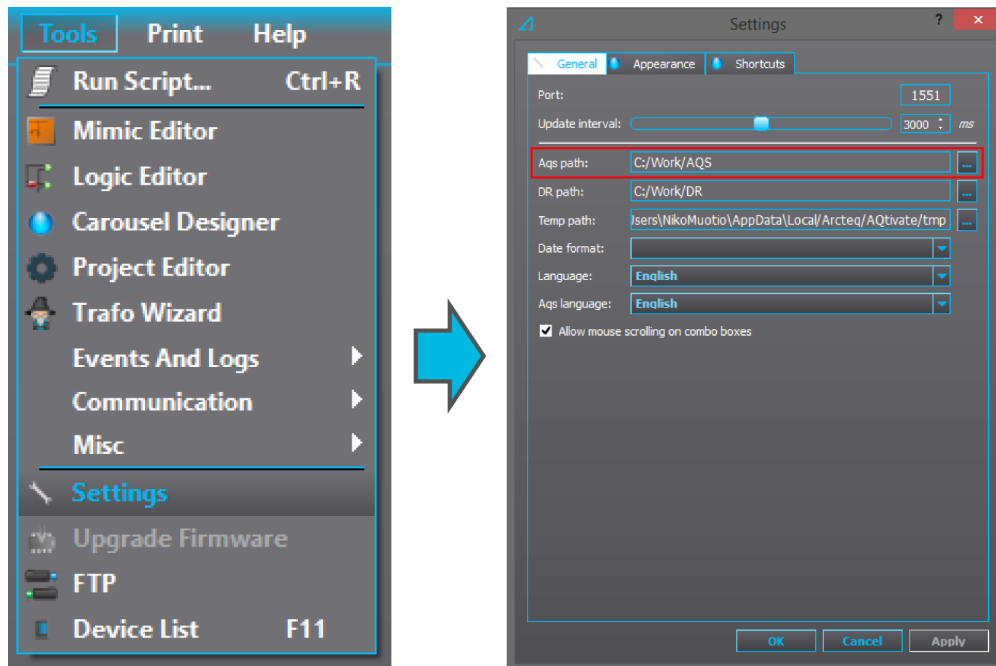 Tools Print Help
Run Script... Ctrl+R
Mimic Editor
Logic Editor
Carousel Designer
Project Editor
Trafo Wizard
Events And Logs
Communication
Misc
Settings
Upgrade Firmware
FTP
Device List F11
Settings ? ×
General Appearance Shortcuts
Port: 1551
Update interval: 3000 ms
Aqs path: C:/Work/AQS ...
DR path: C:/Work/DR ...
Temp path: Jsers\NikoMuotio\AppData\Local/Arcteq/AQtivate/tmp ...
Date format:
Language: English
Aqs language: English
Allow mouse scrolling on combo boxes
OK Cancel Apply